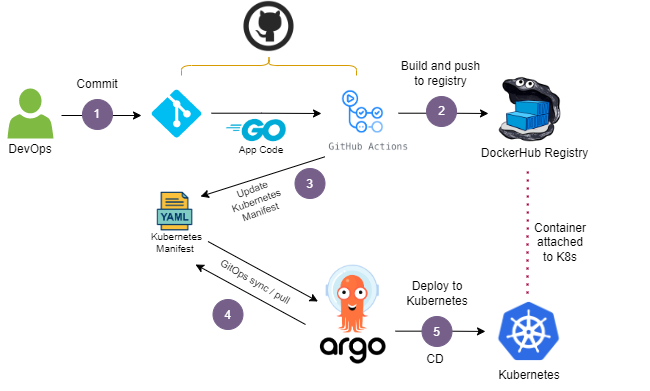 Commit
1
DevOps
GO
App Code
GitHub Actions
Build and push
to registry
2
DockerHub Registry
Update
Kubernetes
Manifest
3
YAML
Kubernetes
Manifest
GitOps sync / pull
4
argo
Deploy to
Kubernetes
5
CD
Container
attached
to K8s
Kubernetes